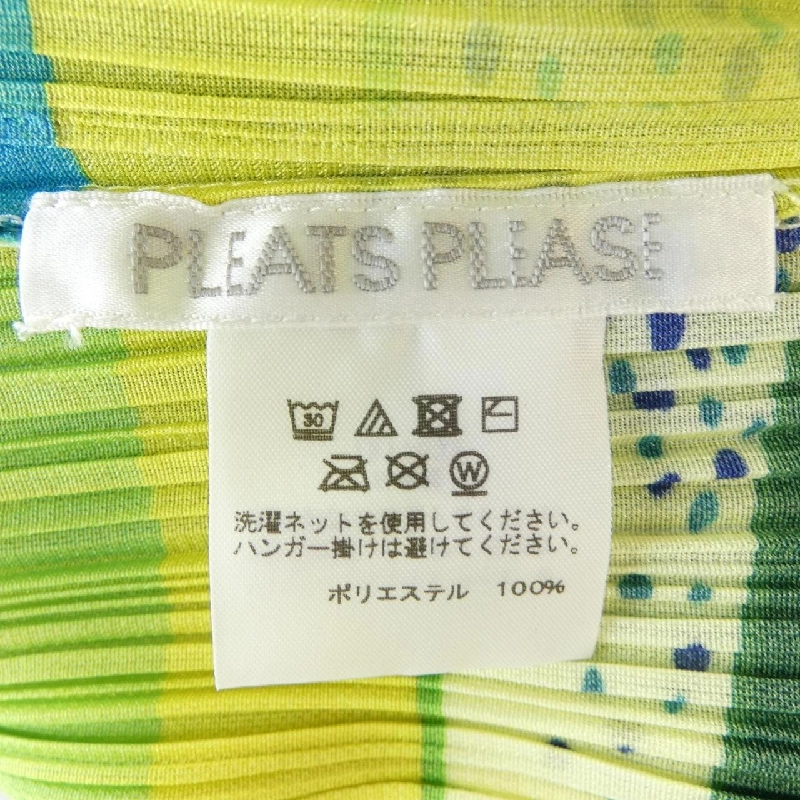 PLEATS PLEASE
30
W
洗濯ネットを使用してください。
ハンガー掛けは避けてください。
ポリエステル 100%